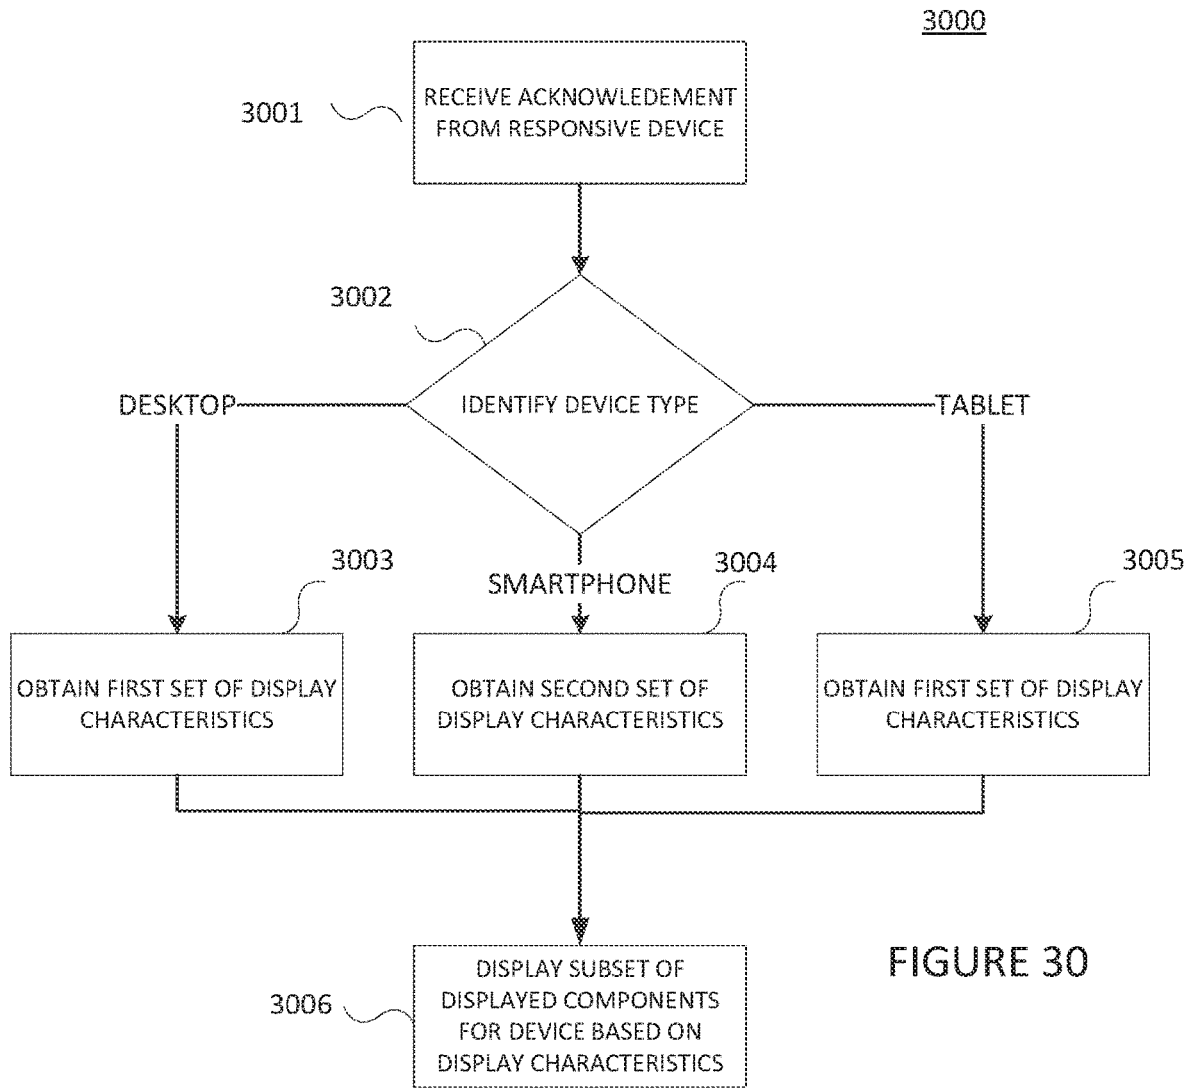 3000
3001
RECEIVE ACKNOWLEDEMENT
FROM RESPONSIVE DEVICE
3002
DESKTOP
IDENTIFY DEVICE TYPE
TABLET
3003
SMARTPHONE
3004
3005
OBTAIN FIRST SET OF DISPLAY
CHARACTERISTICS
OBTAIN SECOND SET OF
DISPLAY CHARACTERISTICS
OBTAIN FIRST SET OF DISPLAY
CHARACTERISTICS
3006
DISPLAY SUBSET OF
DISPLAYED COMPONENTS
FOR DEVICE BASED ON
DISPLAY CHARACTERISTICS
FIGURE 30